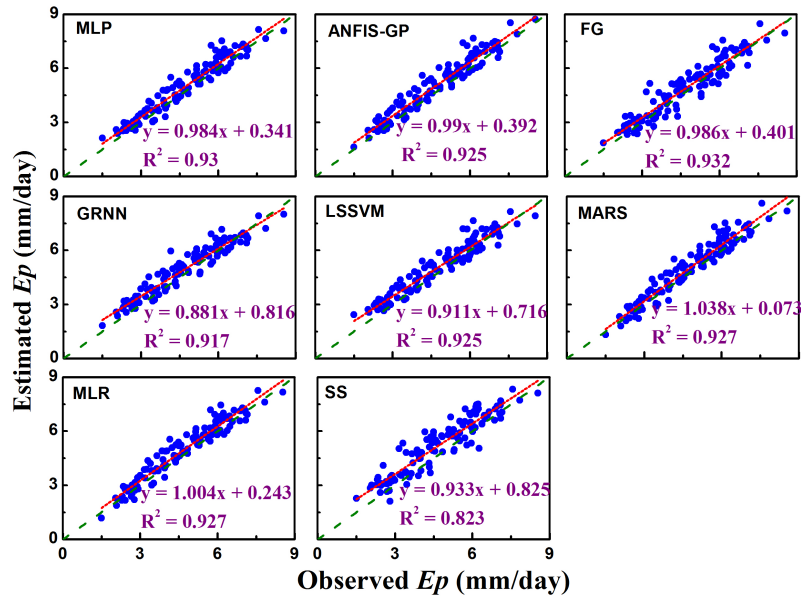 Estimated Ep (mm/day)
9
6
3
0
MLP
y = 0.984x + 0.341
R² = 0.93
ANFIS-GP
y = 0.99x + 0.392
R² = 0.925
FG
y = 0.986x + 0.401
R² = 0.932
9
6
3
0
GRNN
y = 0.881x + 0.816
R² = 0.917
LSSVM
y = 0.911x + 0.716
R² = 0.925
MARS
y = 1.038x + 0.073
R² = 0.927
9
6
3
0
MLR
y = 1.004x + 0.243
R² = 0.927
SS
y = 0.933x + 0.825
R² = 0.823
0 3 6 9 0 3 6 9
Observed Ep (mm/day)